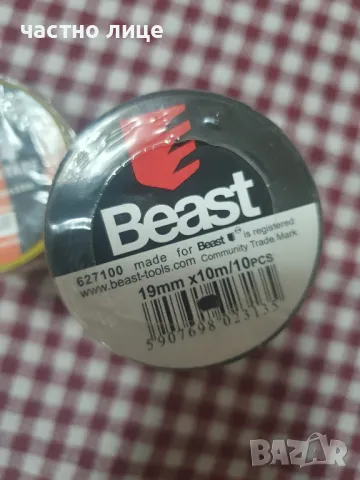 частно лице
Beast
627100 made for Beast is registered
www.beast-tools.com Community Trade Mark
19mm x10m/10PCS
5907698 023135
BAZAR